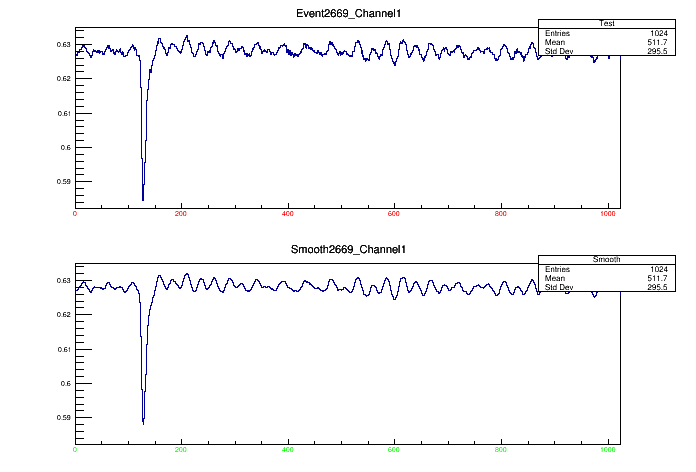 Event2669_Channel1
Test
Entries 1024
Mean 511.7
Std Dev 295.5
0.63
0.62
0.61
0.6
0.59
0 200 400 600 800 1000
Smooth2669_Channel1
Smooth
Entries 1024
Mean 511.7
Std Dev 295.5
0.63
0.62
0.61
0.6
0.59
0 200 400 600 800 1000